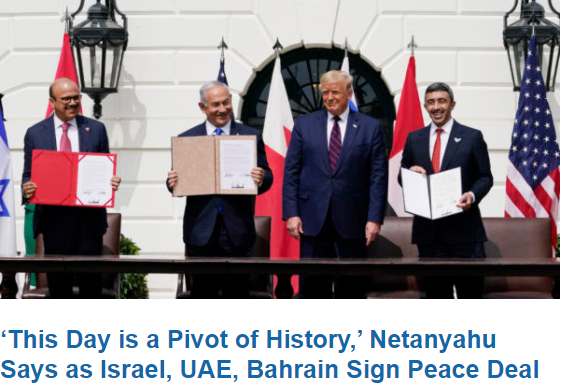 ‘This Day is a Pivot of History,’ Netanyahu
Says as Israel, UAE, Bahrain Sign Peace Deal